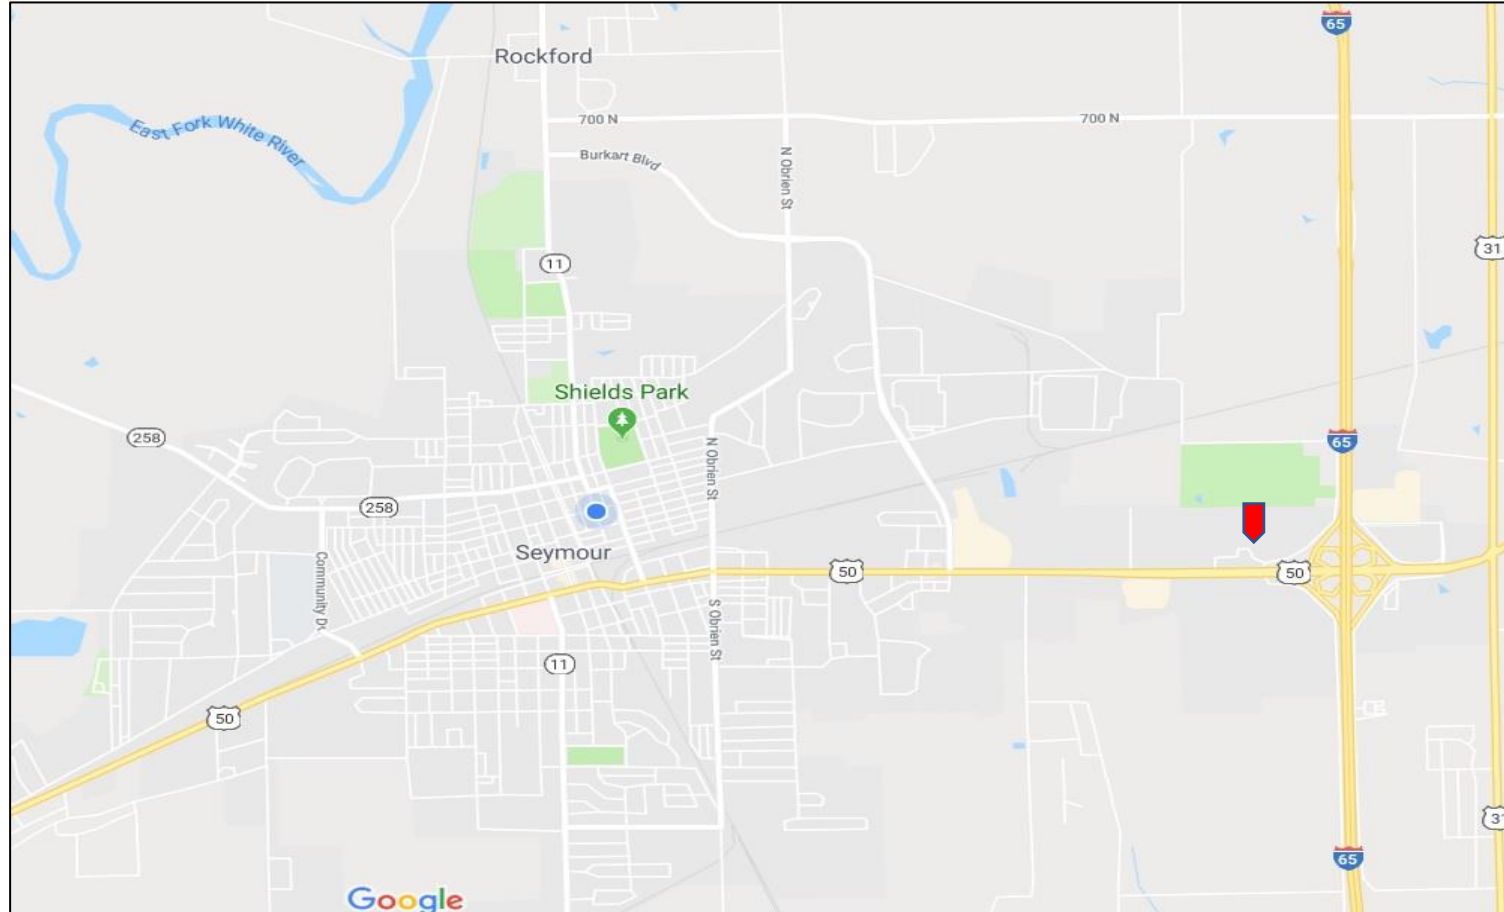 65
Rockford
East Fork White River
700 N
700 N
Burkart Blvd
N Obrien St
31
11
Shields Park
258
65
N Obrien St
258
Seymour
50
50
Community Dr
S Obrien St
11
50
31
65
Google